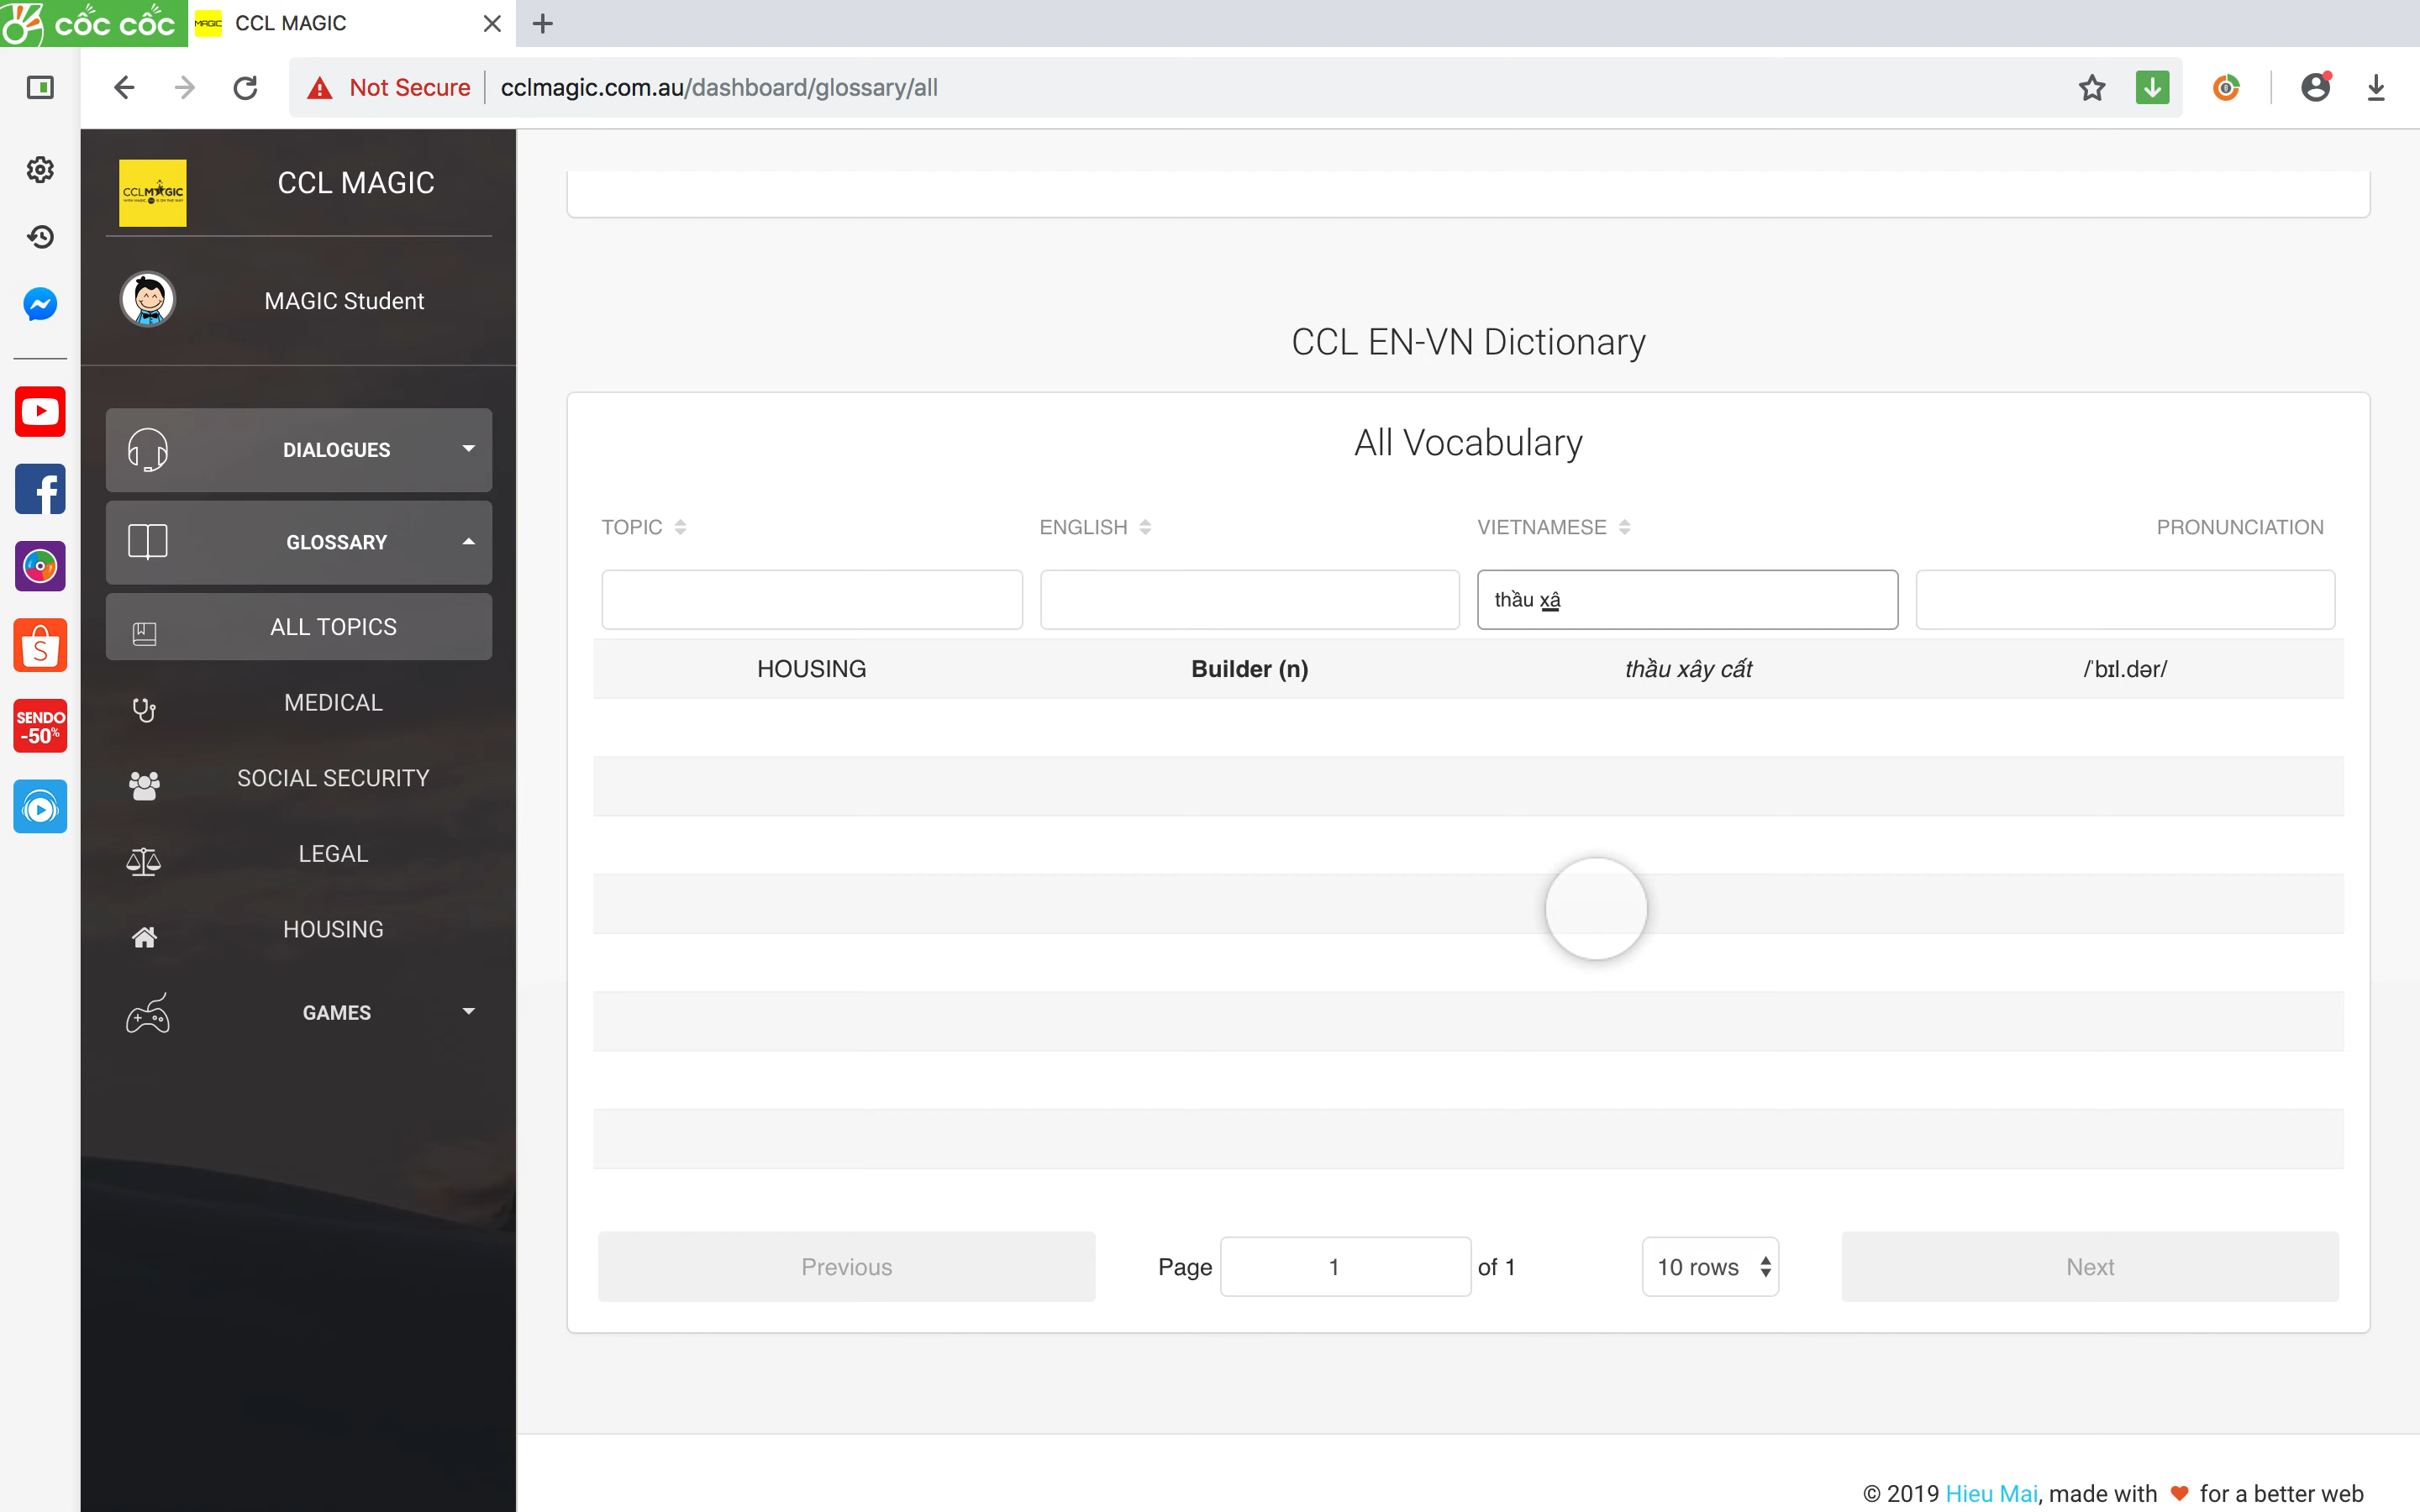 cốc cốc
MAGIC
CCL MAGIC
Not Secure
cclmagic.com.au/dashboard/glossary/all
CCLMAGIC
CCL MAGIC
MAGIC Student
DIALOGUES
GLOSSARY
ALL TOPICS
MEDICAL
SOCIAL SECURITY
LEGAL
HOUSING
GAMES
S
SENDO
-50%
CCL EN-VN Dictionary
All Vocabulary
TOPIC ENGLISH VIETNAMESE PRONUNCIATION
thầu xâ
HOUSING Builder (n) thầu xây cất /ˈbɪl.dər/
Previous Page 1 of 1 10 rows Next
© 2019 Hieu Mai, made with ❤ for a better web